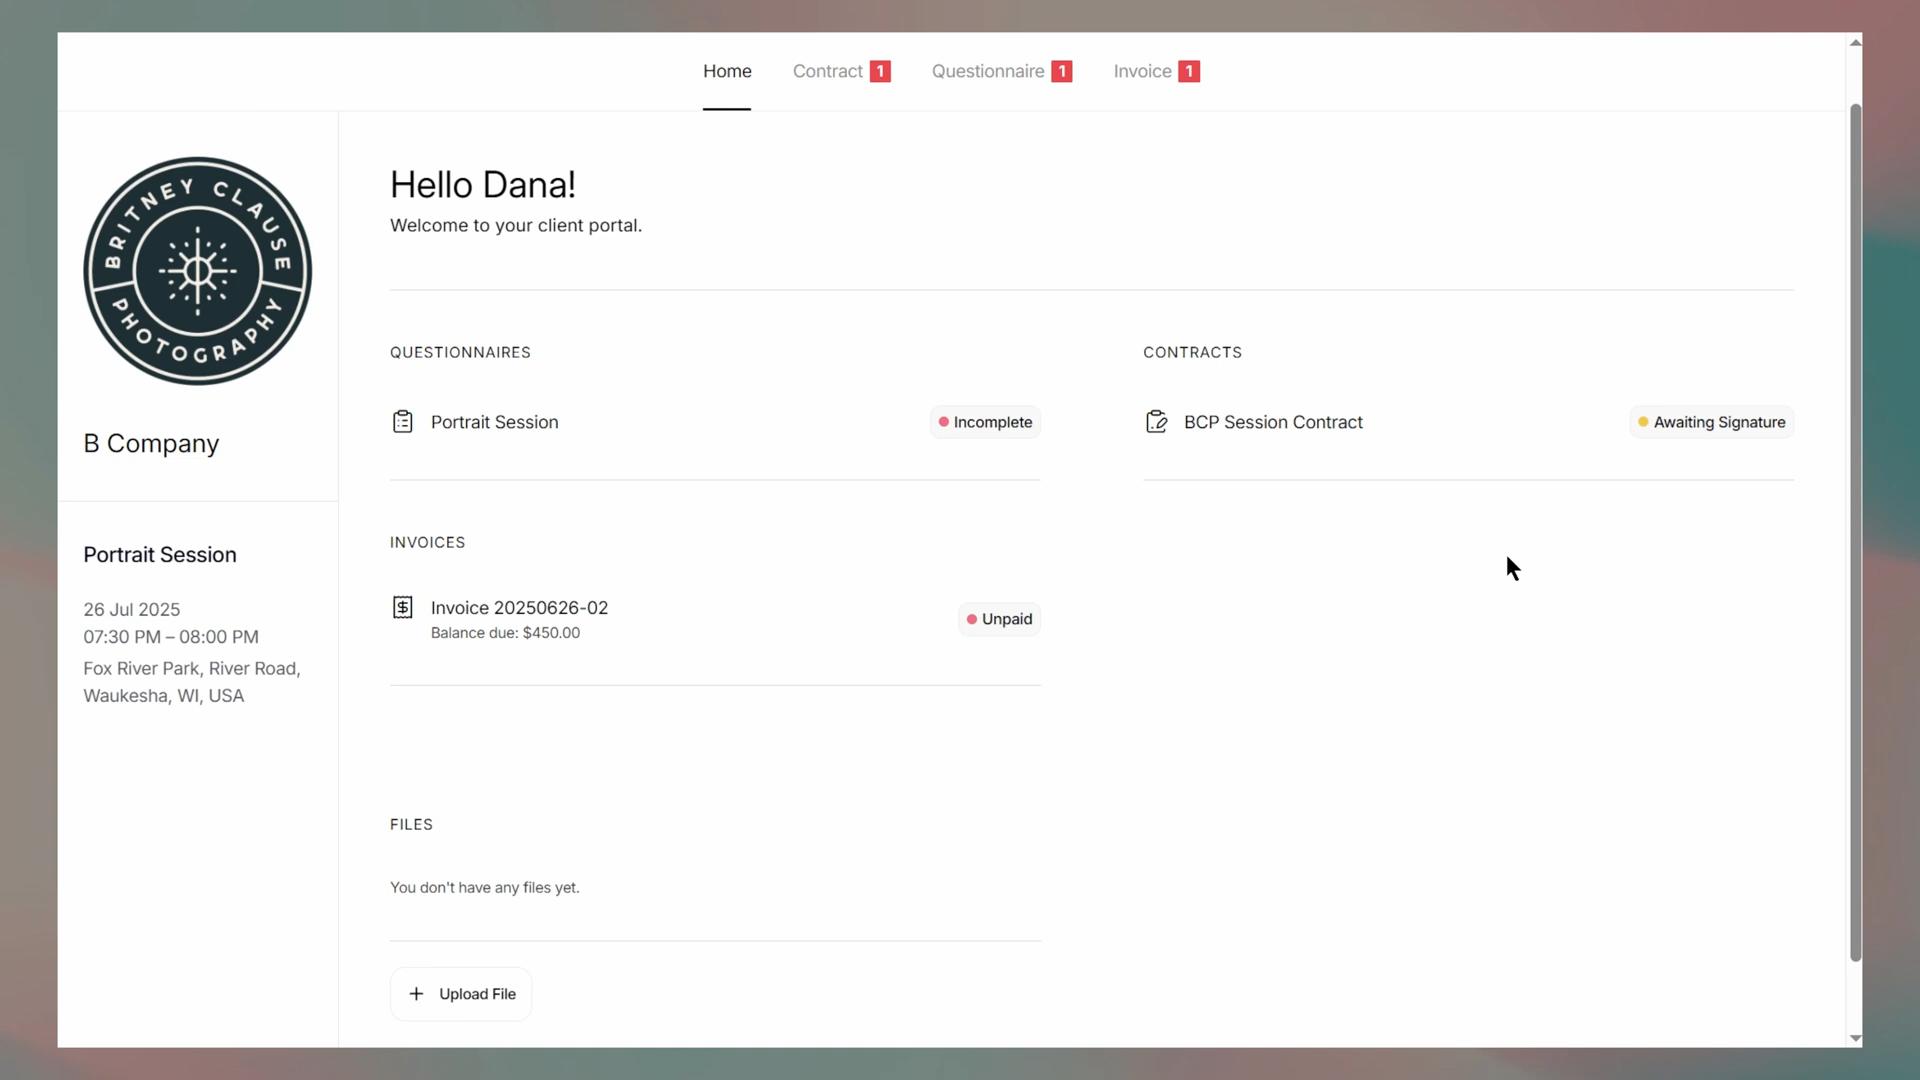 Home
Contract 1
Questionnaire 1
Invoice 1
BRITNEY CLAUSE
PHOTOGRAPHY
B Company
Portrait Session
26 Jul 2025
07:30 PM – 08:00 PM
Fox River Park, River Road,
Waukesha, WI, USA
Hello Dana!
Welcome to your client portal.
QUESTIONNAIRES
Portrait Session
Incomplete
CONTRACTS
BCP Session Contract
Awaiting Signature
INVOICES
Invoice 20250626-02
Balance due: $450.00
Unpaid
FILES
You don't have any files yet.
+ Upload File